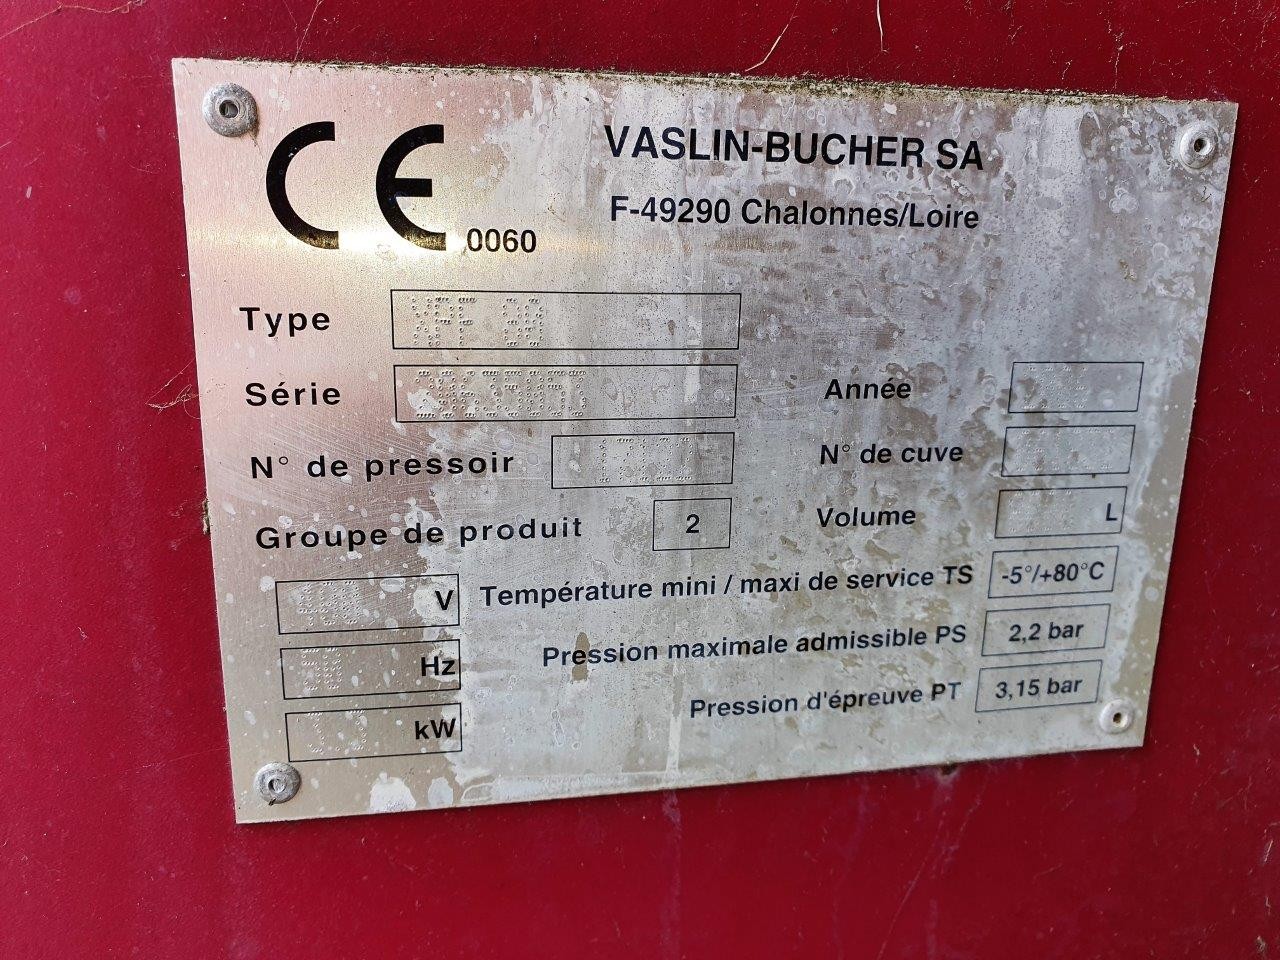 CE 0060
VASLIN-BUCHER SA
F-49290 Chalonnes/Loire
Type XPF 30
Série
Année
N° de pressoir
N° de cuve
Groupe de produit 2
Volume L
V
Température mini / maxi de service TS -5°/+80°C
Hz
Pression maximale admissible PS 2,2 bar
kW
Pression d'épreuve PT 3,15 bar